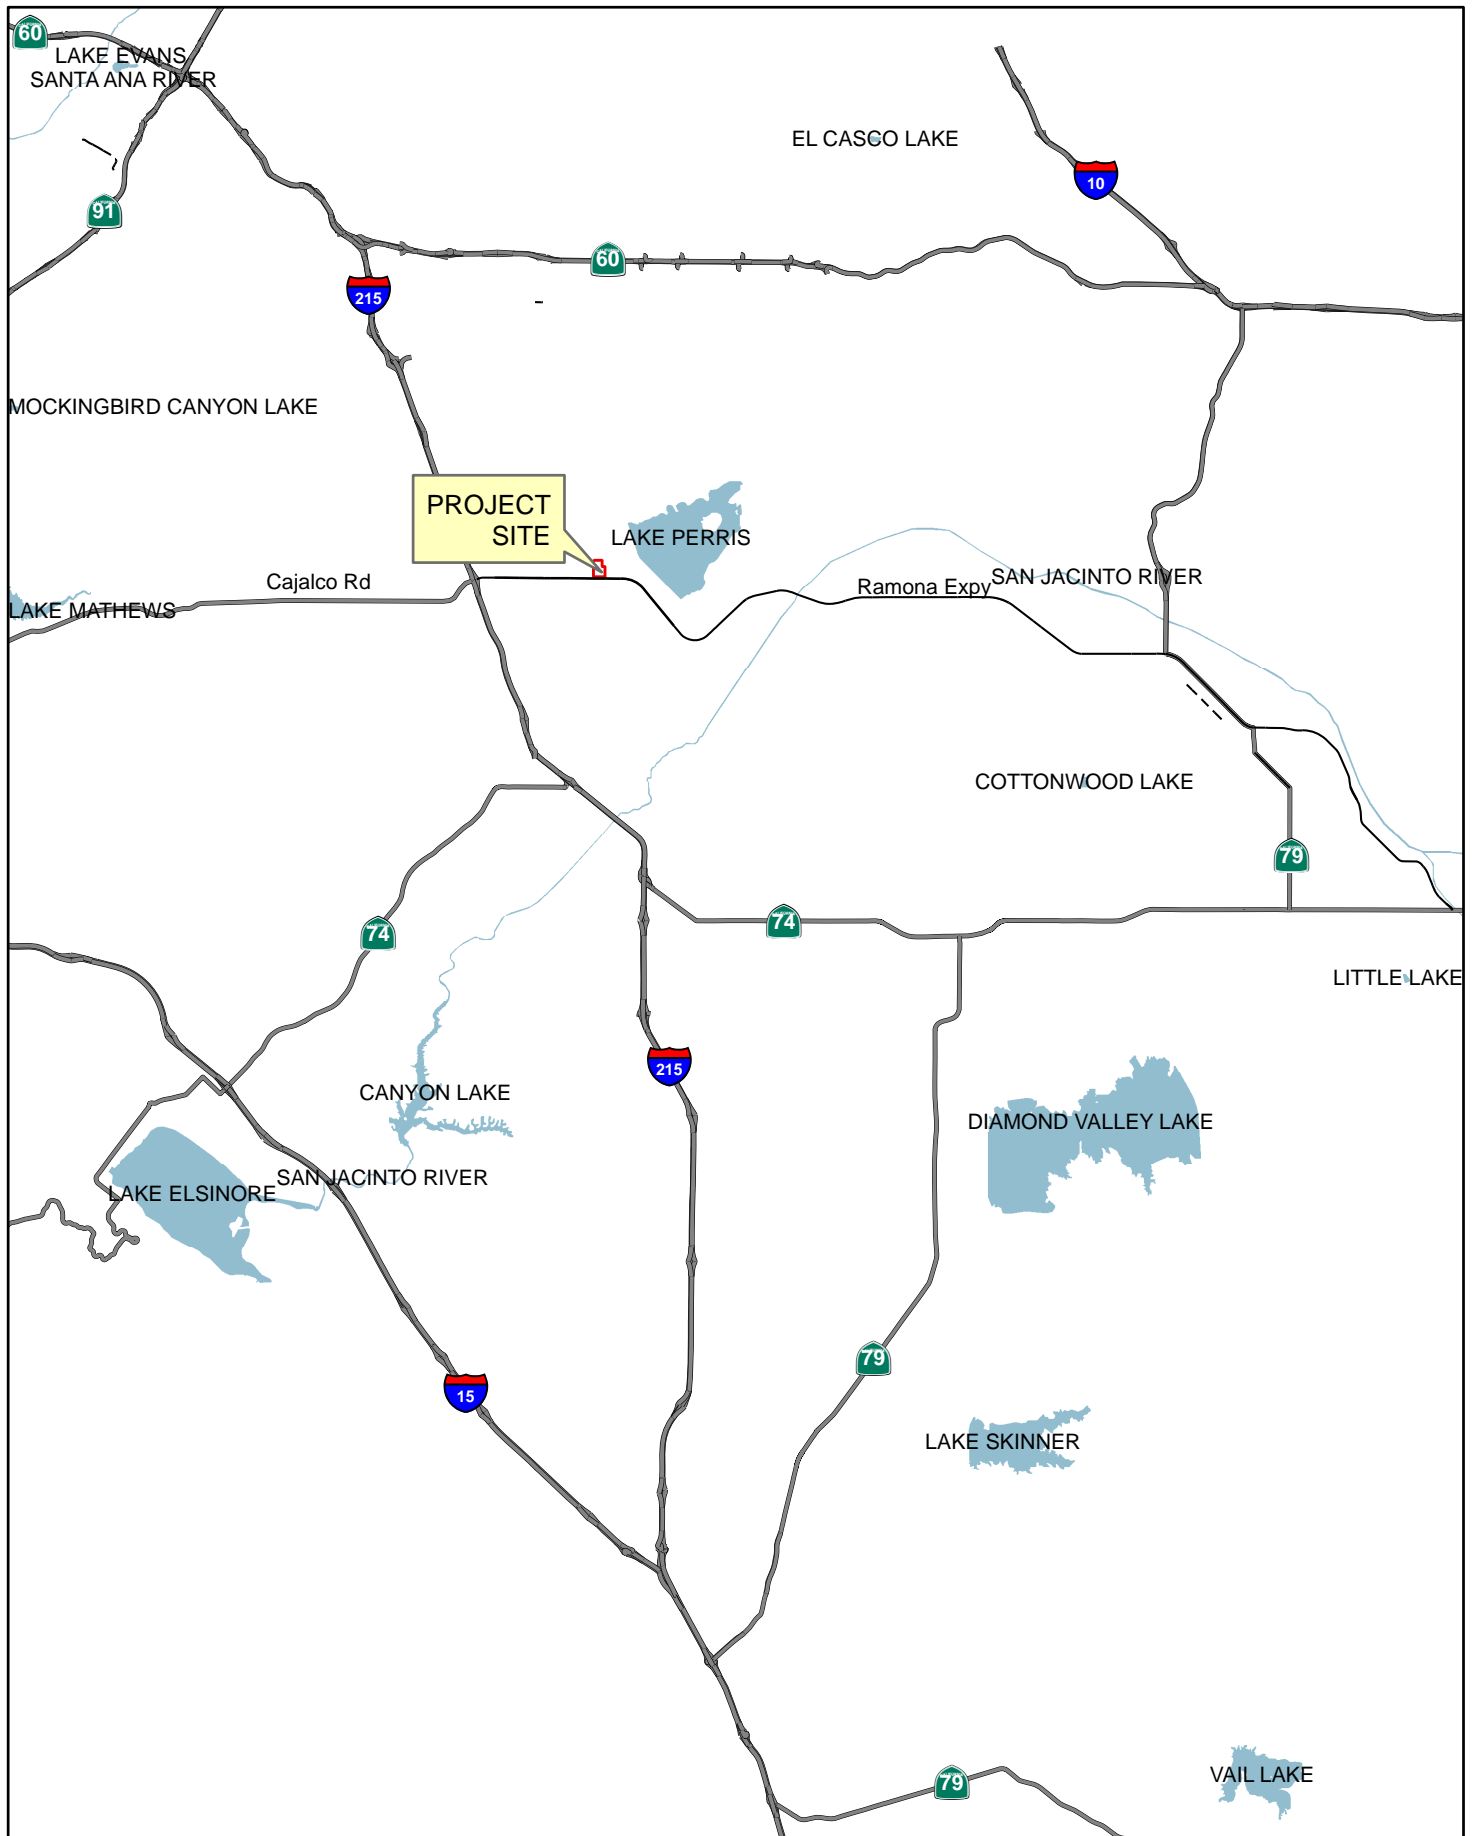 60
LAKE EVANS
SANTA ANA RIVER
EL CASCO LAKE
10
91
60
215
MOCKINGBIRD CANYON LAKE
PROJECT
SITE
LAKE PERRIS
Cajalco Rd
Ramona Expy
SAN JACINTO RIVER
LAKE MATHEWS
COTTONWOOD LAKE
79
74
74
LITTLE LAKE
215
CANYON LAKE
DIAMOND VALLEY LAKE
SAN JACINTO RIVER
LAKE ELSINORE
79
15
LAKE SKINNER
VAIL LAKE
79